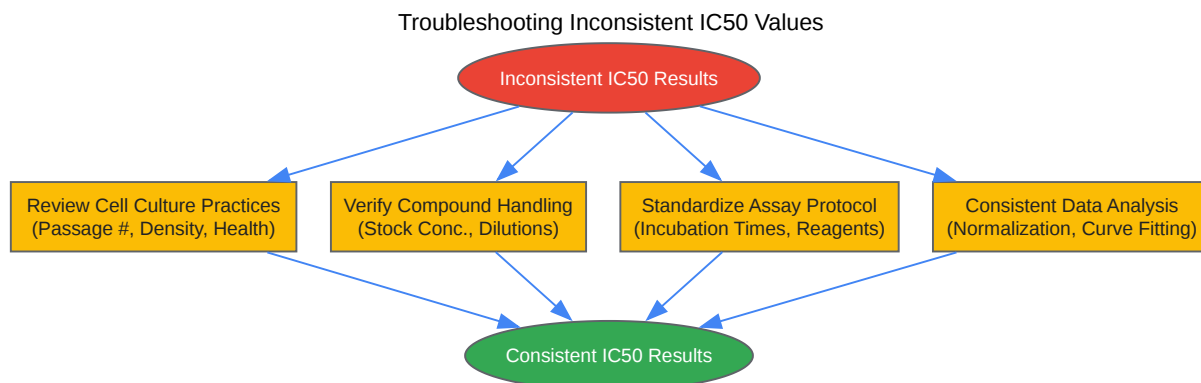 Troubleshooting Inconsistent IC50 Values
Inconsistent IC50 Results
Review Cell Culture Practices
(Passage #, Density, Health)
Verify Compound Handling
(Stock Conc., Dilutions)
Standardize Assay Protocol
(Incubation Times, Reagents)
Consistent Data Analysis
(Normalization, Curve Fitting)
Consistent IC50 Results